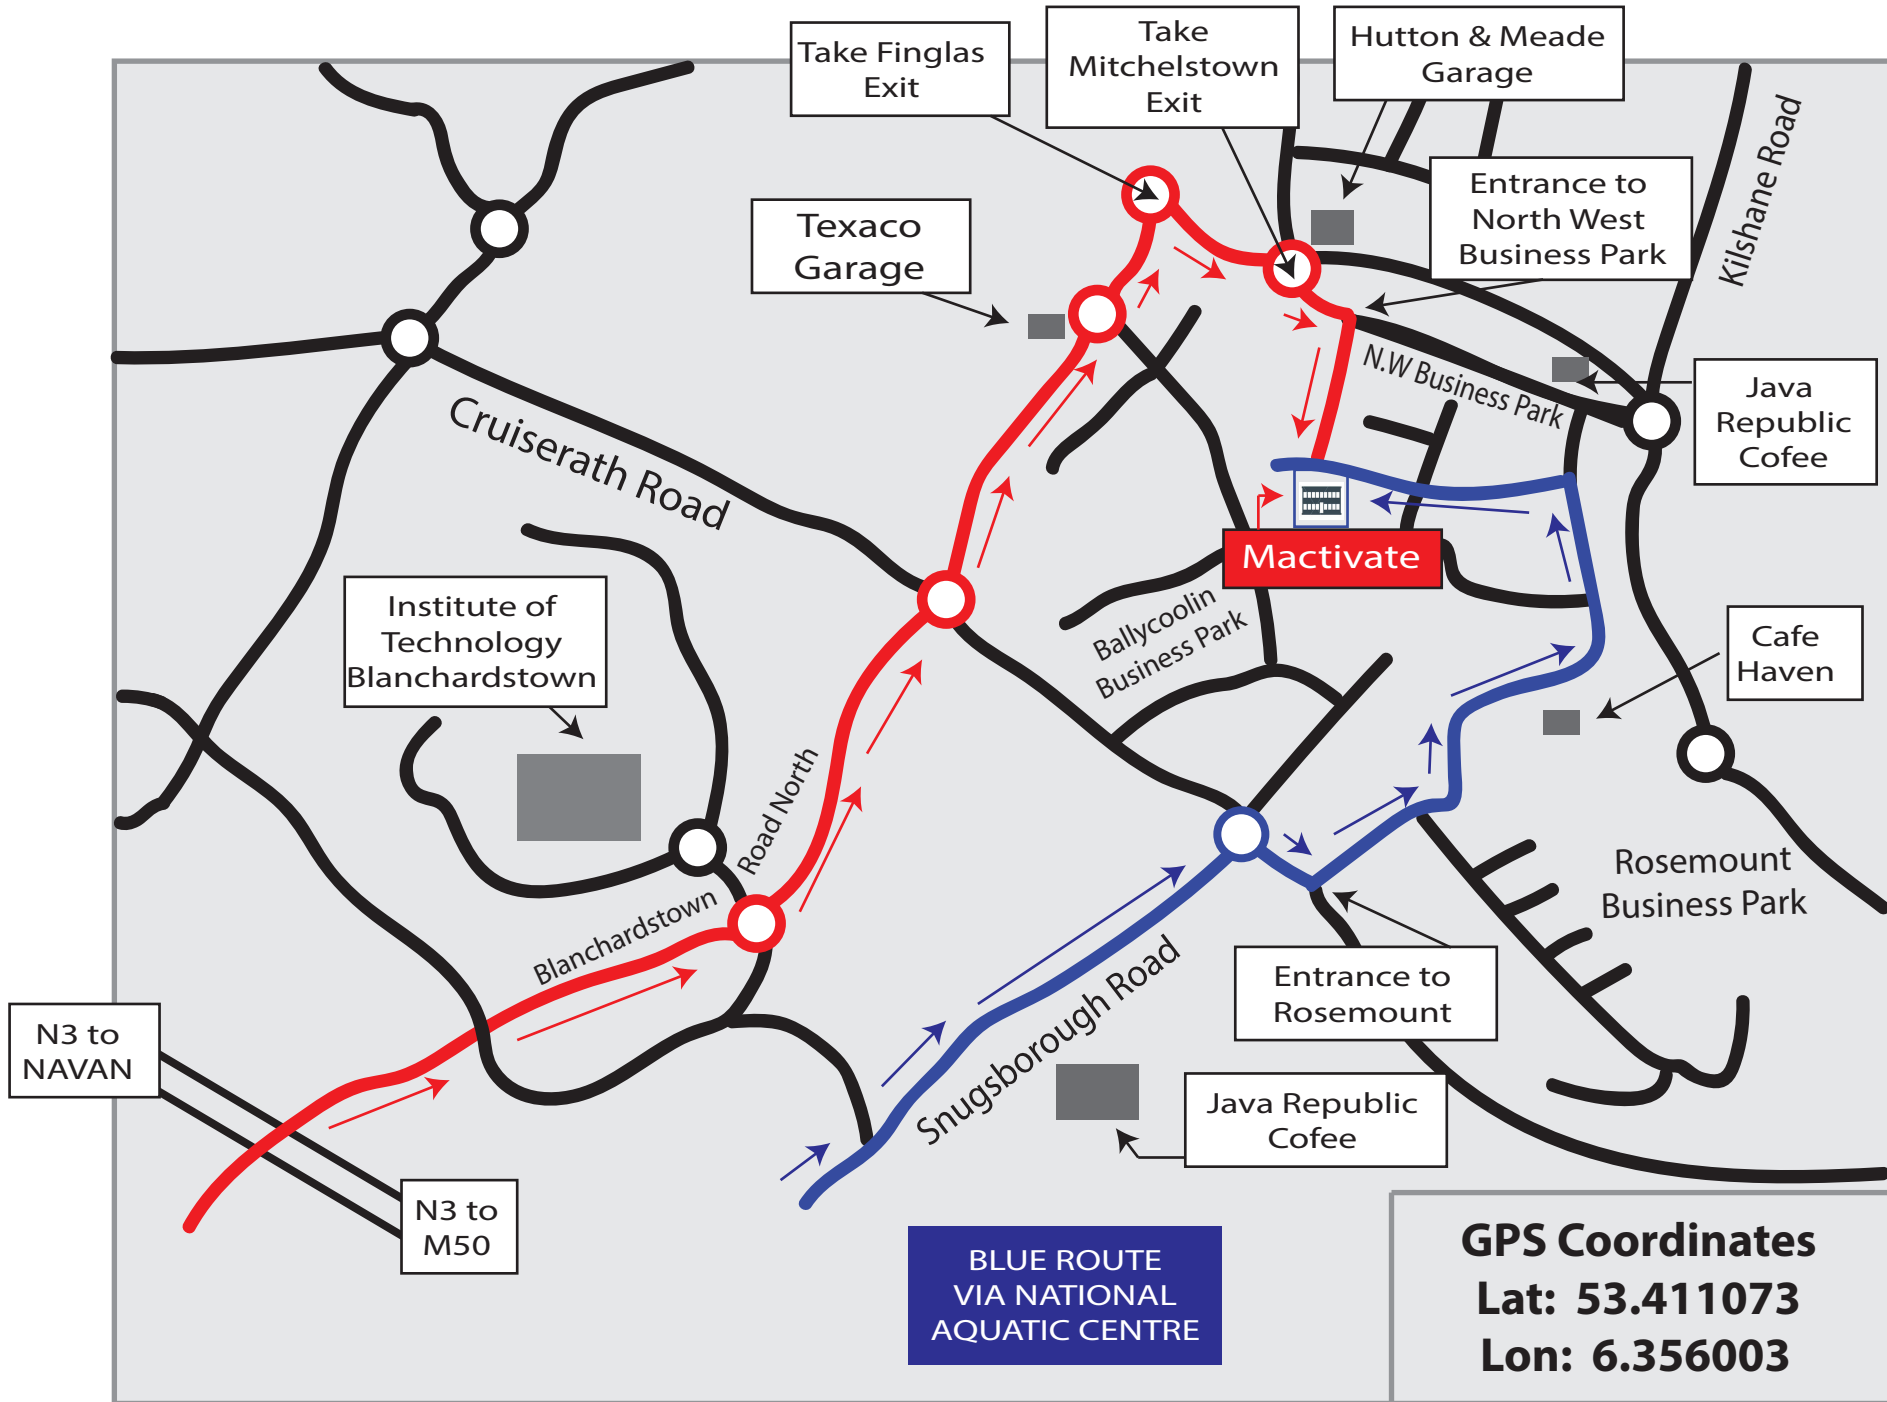 Take Finglas
Exit
Take
Mitchelstown
Exit
Hutton & Meade
Garage
Entrance to
North West
Business Park
Kilshane Road
Texaco
Garage
N.W Business Park
Java
Republic
Cofee
Cruiserath Road
Mactivate
Institute of
Technology
Blanchardstown
Ballycoolin
Business Park
Cafe
Haven
Road North
Blanchardstown
Rosemount
Business Park
Snugsborough Road
Entrance to
Rosemount
N3 to
NAVAN
Java Republic
Cofee
N3 to
M50
BLUE ROUTE
VIA NATIONAL
AQUATIC CENTRE
GPS Coordinates
Lat: 53.411073
Lon: 6.356003